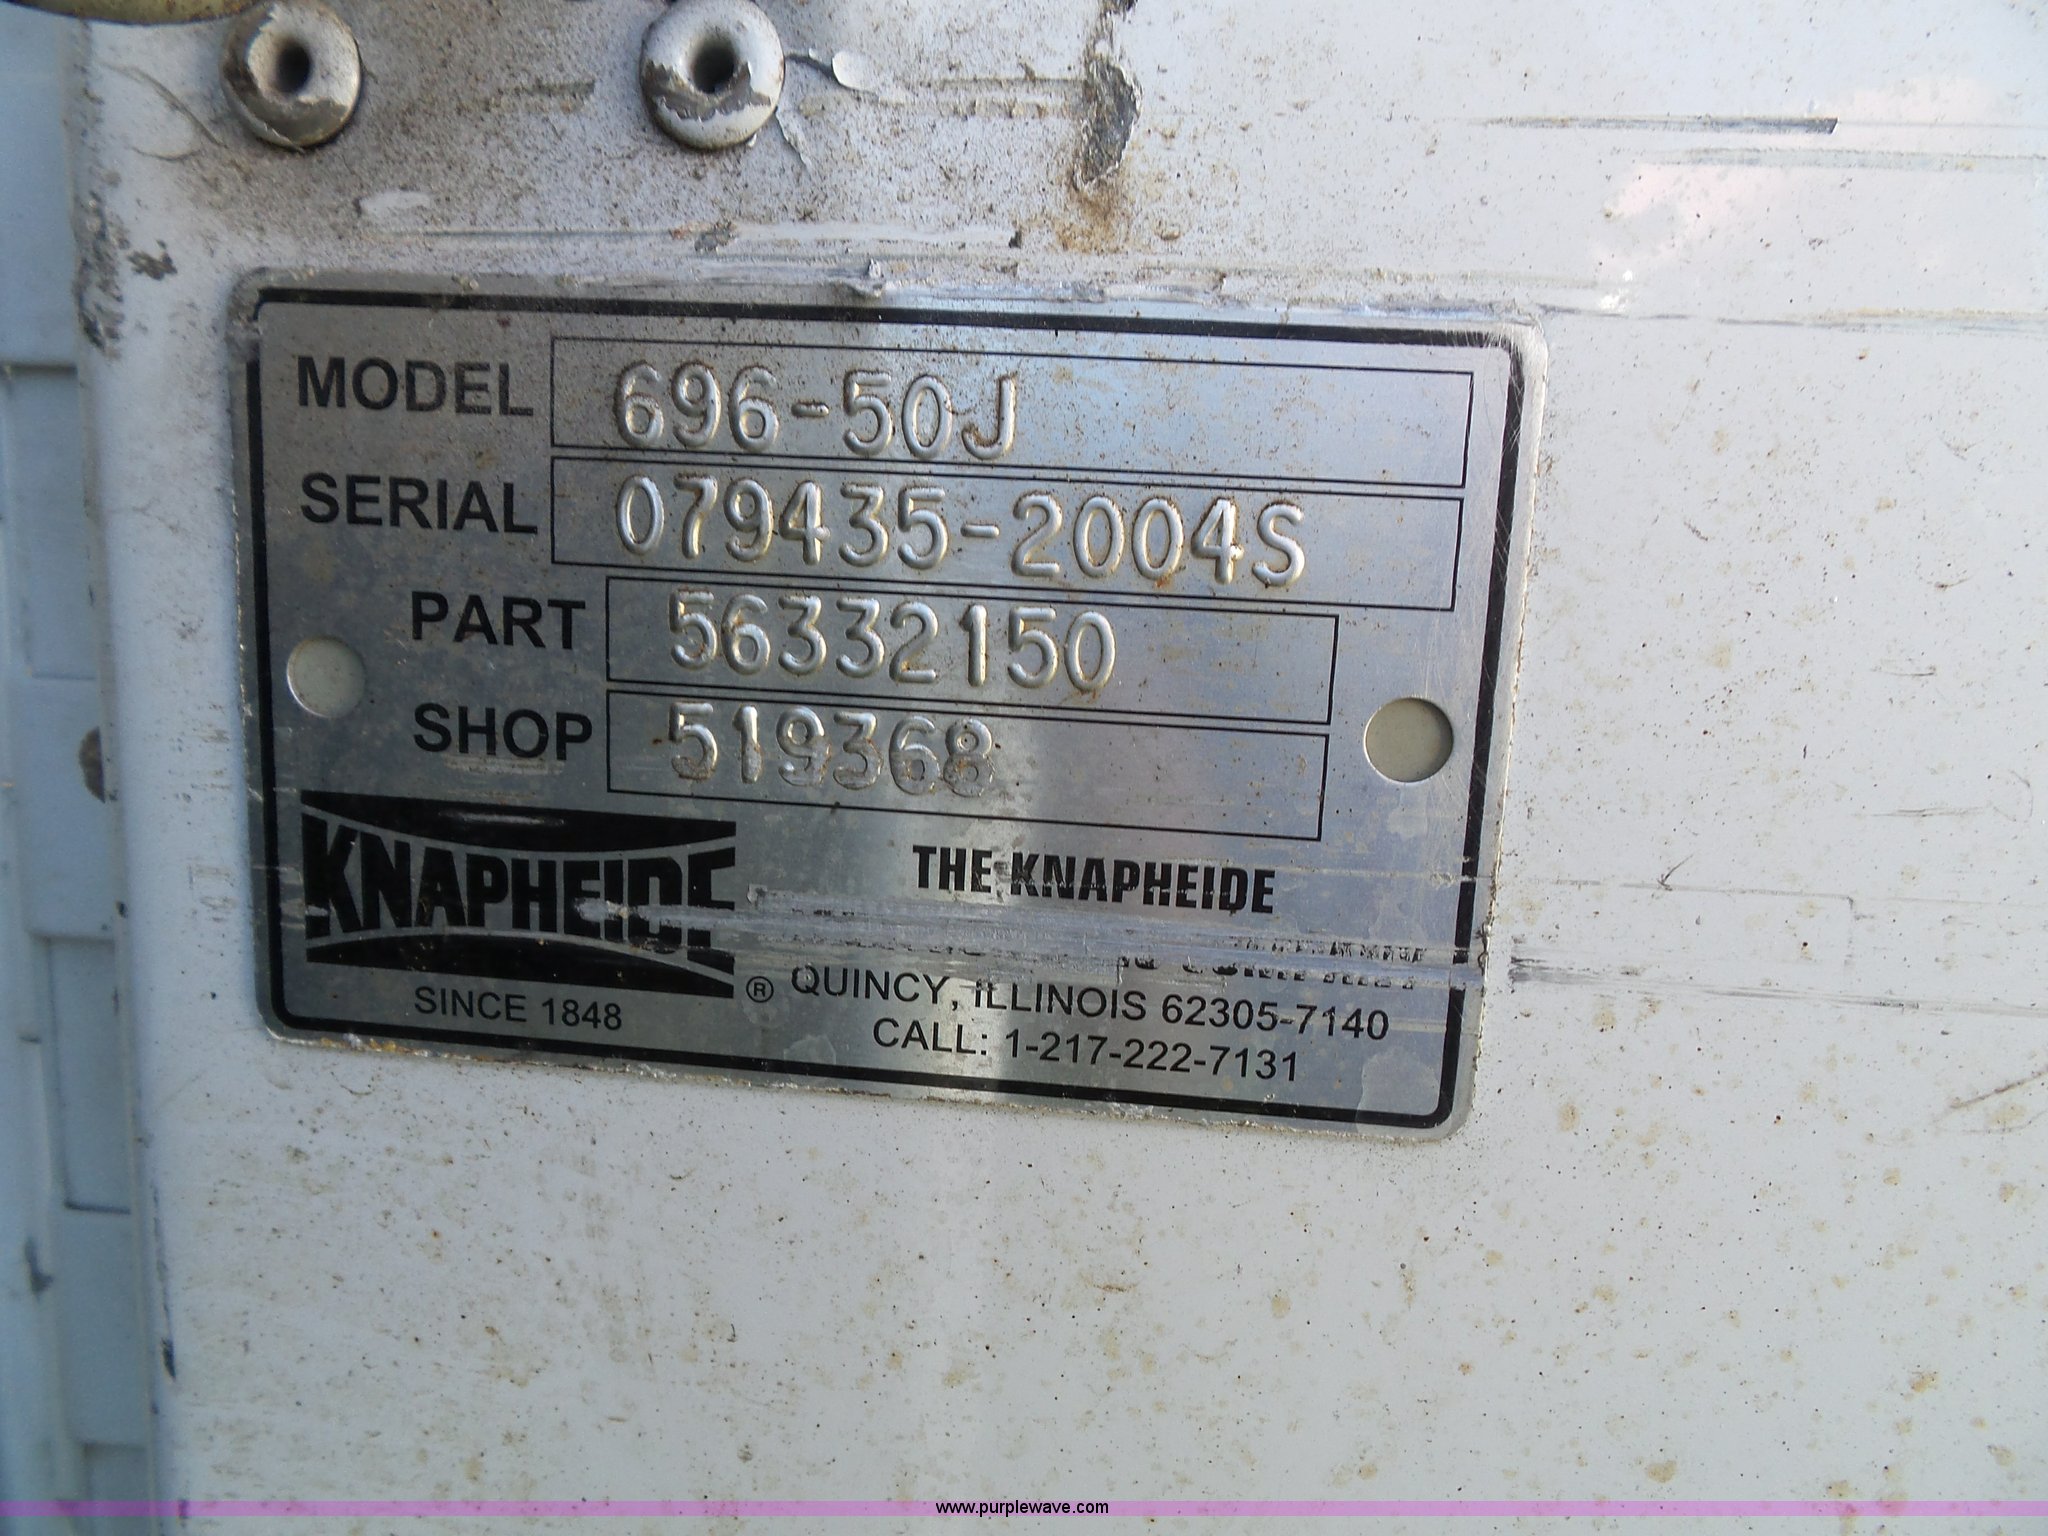 MODEL 696-50J
SERIAL 079435-2004S
PART 56332150
SHOP 519368
KNAPHEIDE
SINCE 1848
®
THE KNAPHEIDE
QUINCY, ILLINOIS 62305-7140
CALL: 1-217-222-7131
www.purplewave.com